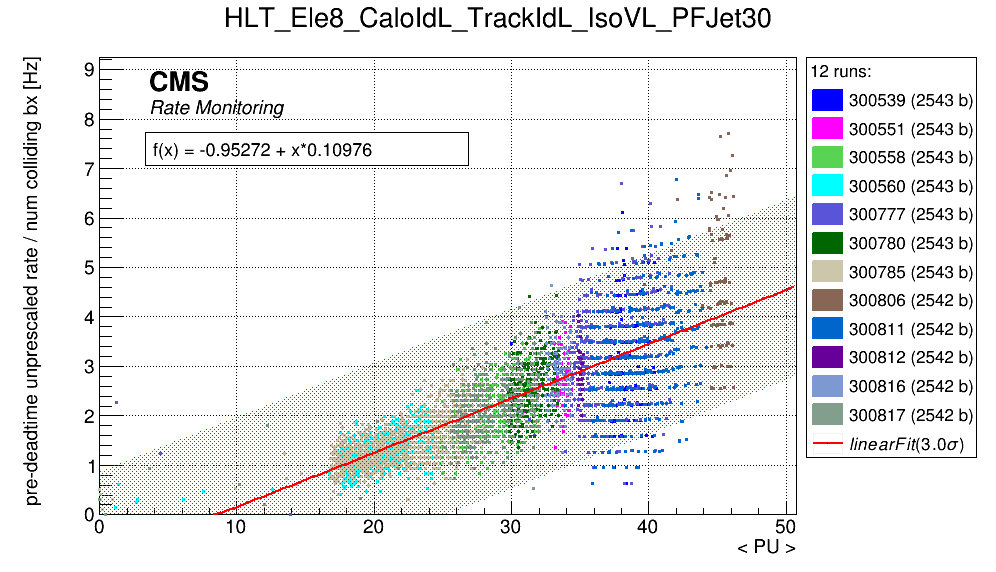 HLT_Ele8_CaloIdL_TrackIdL_IsoVL_PFJet30
pre-deadtime unprescaled rate / num colliding bx [Hz]
CMS
Rate Monitoring
f(x) = -0.95272 + x*0.10976
9
8
7
6
5
4
3
2
1
0
0 10 20 30 40 50
< PU >
12 runs:
300539 (2543 b)
300551 (2543 b)
300558 (2543 b)
300560 (2543 b)
300777 (2543 b)
300780 (2543 b)
300785 (2543 b)
300806 (2542 b)
300811 (2542 b)
300812 (2542 b)
300816 (2542 b)
300817 (2542 b)
linearFit(3.0σ)